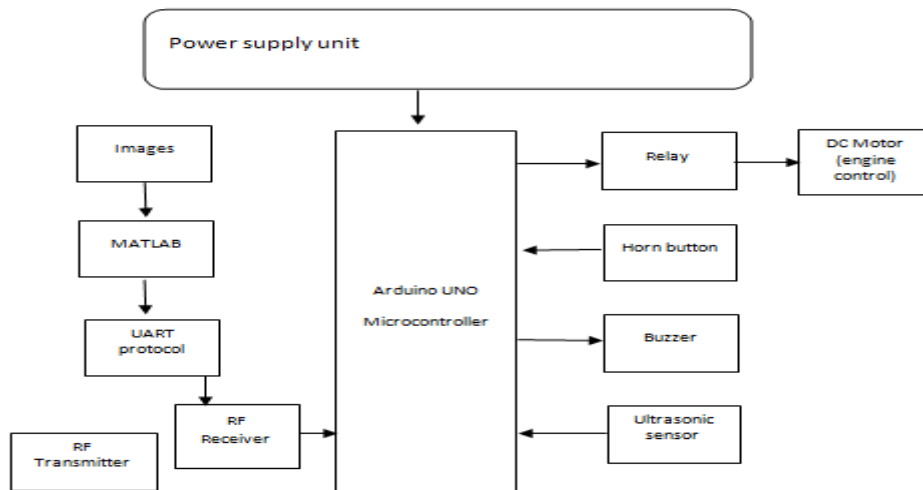 Power supply unit
Images
MATLAB
UART
protocol
RF
Receiver
RF
Transmitter
Arduino UNO
Microcontroller
Relay
DC Motor
(engine
control)
Horn button
Buzzer
Ultrasonic
sensor